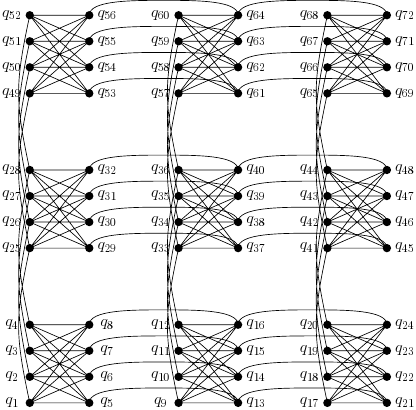 q52 q56 q60 q64 q68 q72
q51 q55 q59 q63 q67 q71
q50 q54 q58 q62 q66 q70
q49 q53 q57 q61 q65 q69
q28 q32 q36 q40 q44 q48
q27 q31 q35 q39 q43 q47
q26 q30 q34 q38 q42 q46
q25 q29 q33 q37 q41 q45
q4 q8 q12 q16 q20 q24
q3 q7 q11 q15 q19 q23
q2 q6 q10 q14 q18 q22
q1 q5 q9 q13 q17 q21